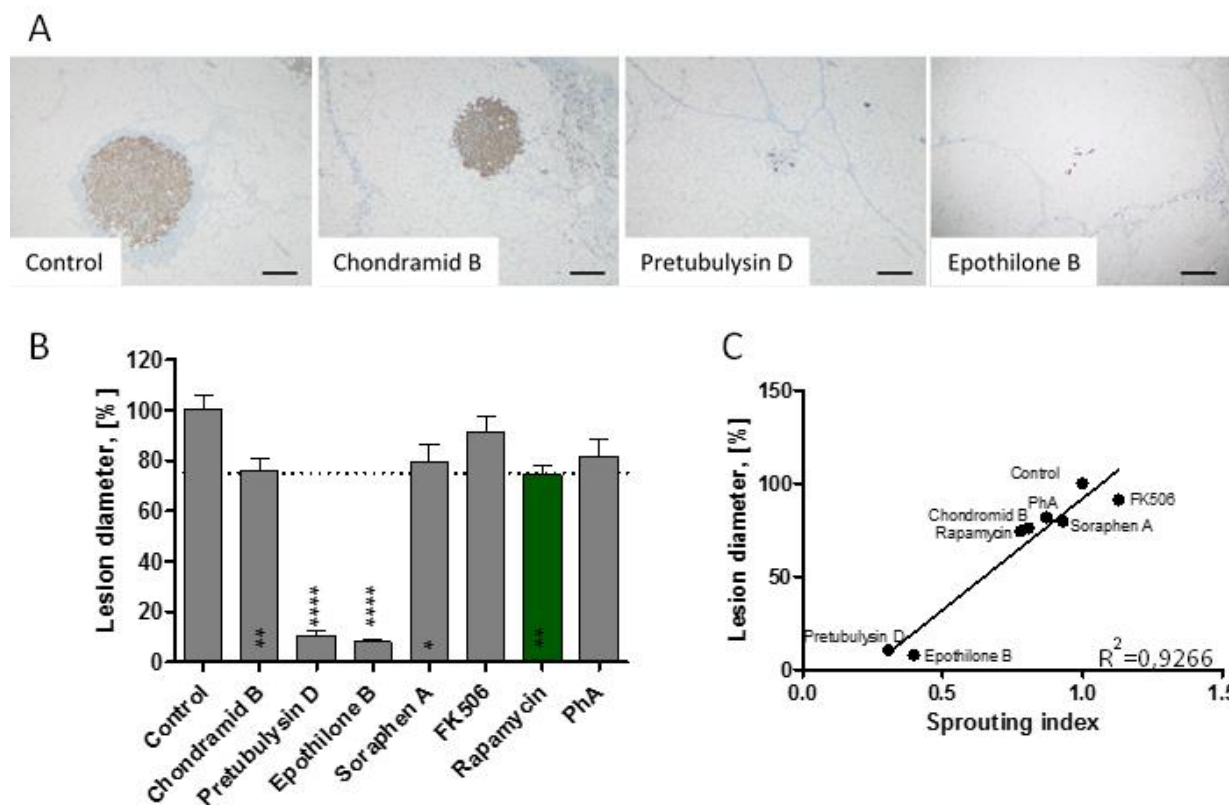 A
Control
Chondramid B
Pretubulysin D
Epothilone B
B
Lesion diameter, [%]
120
100
80
60
40
20
0
**
****
****
*
**
Control
Chondramid B
Pretubulysin D
Epothilone B
Soraphen A
FK506
Rapamycin
PhA
C
Lesion diameter, [%]
150
100
50
0
Control
FK506
PhA
Chondromid B
Soraphen A
Rapamycin
Pretubulysin D
Epothilone B
R²=0,9266
0.0
0.5
1.0
1.5
Sprouting index